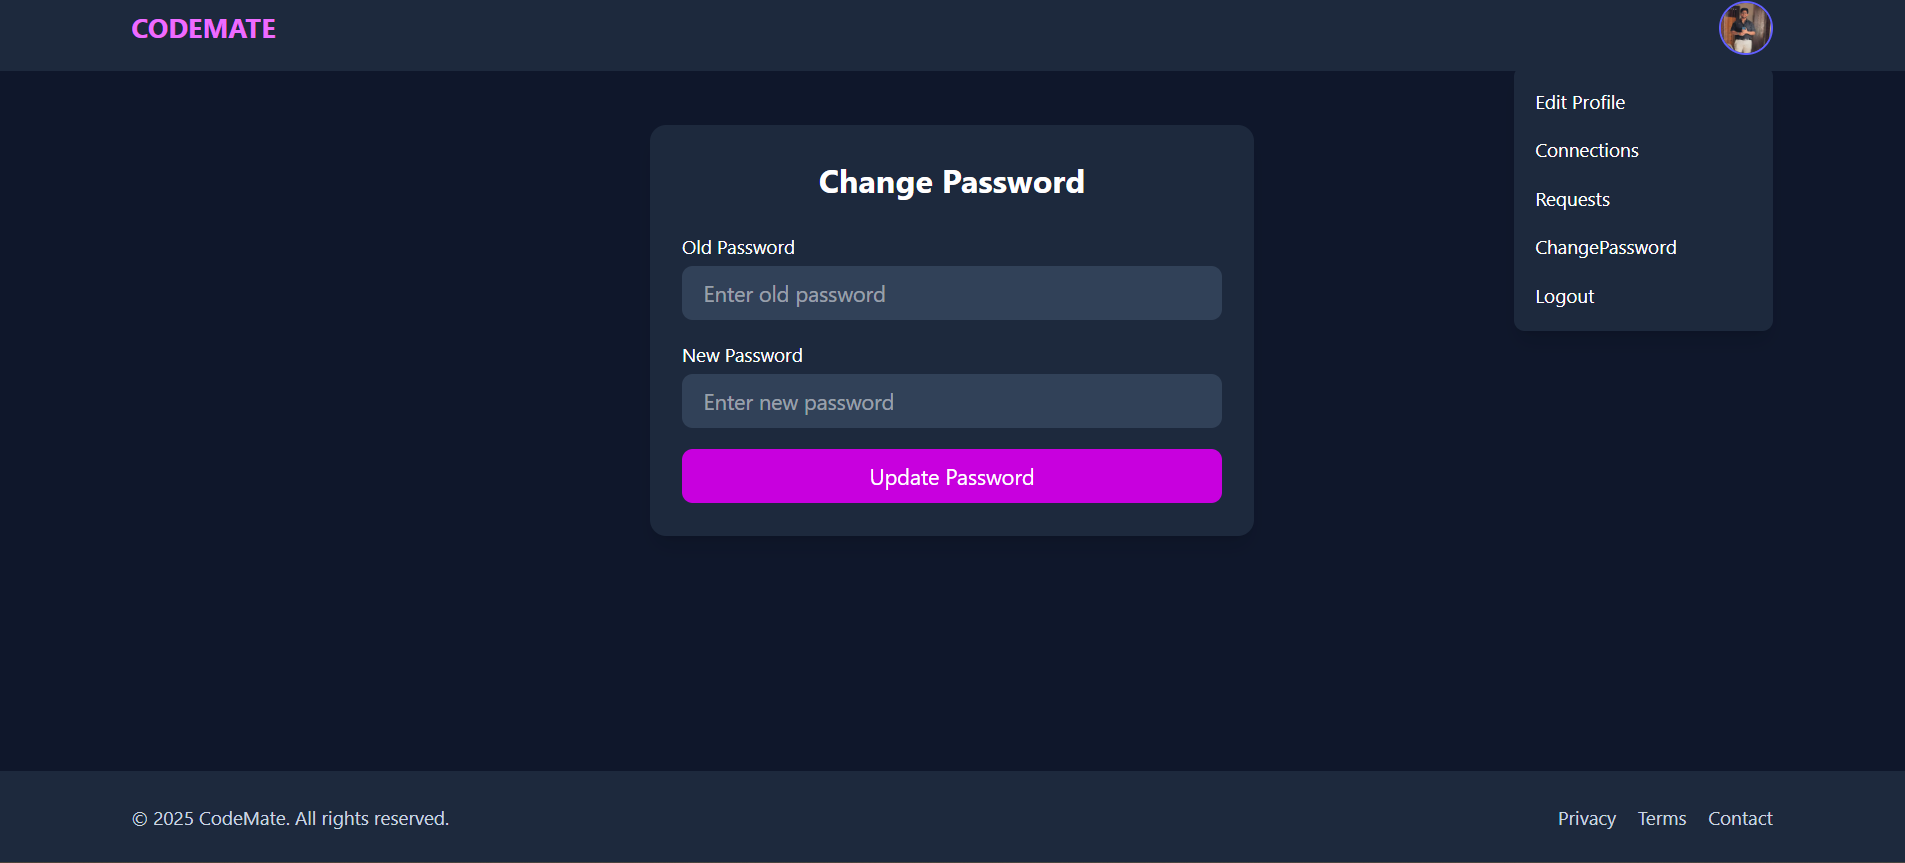 CODEMATE
Edit Profile
Connections
Requests
ChangePassword
Logout
Change Password
Old Password
Enter old password
New Password
Enter new password
Update Password
© 2025 CodeMate. All rights reserved.
Privacy Terms Contact